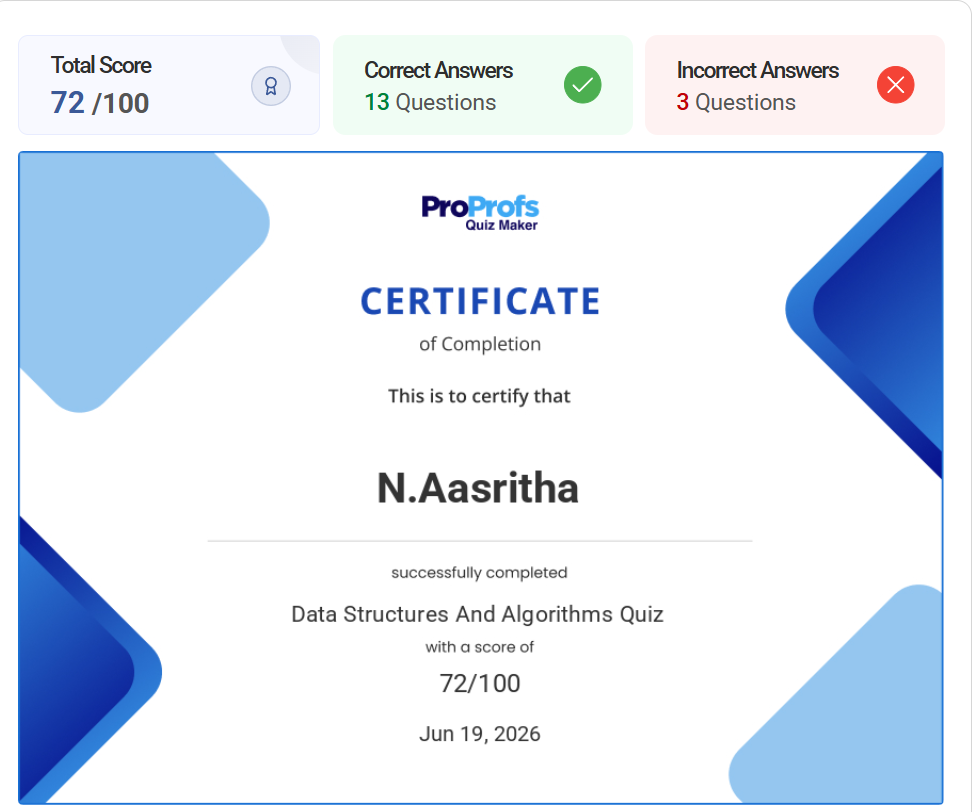 Total Score
72 /100
Correct Answers
13 Questions
Incorrect Answers
3 Questions
ProProfs
Quiz Maker
CERTIFICATE
of Completion
This is to certify that
N.Aasritha
successfully completed
Data Structures And Algorithms Quiz
with a score of
72/100
Jun 19, 2026